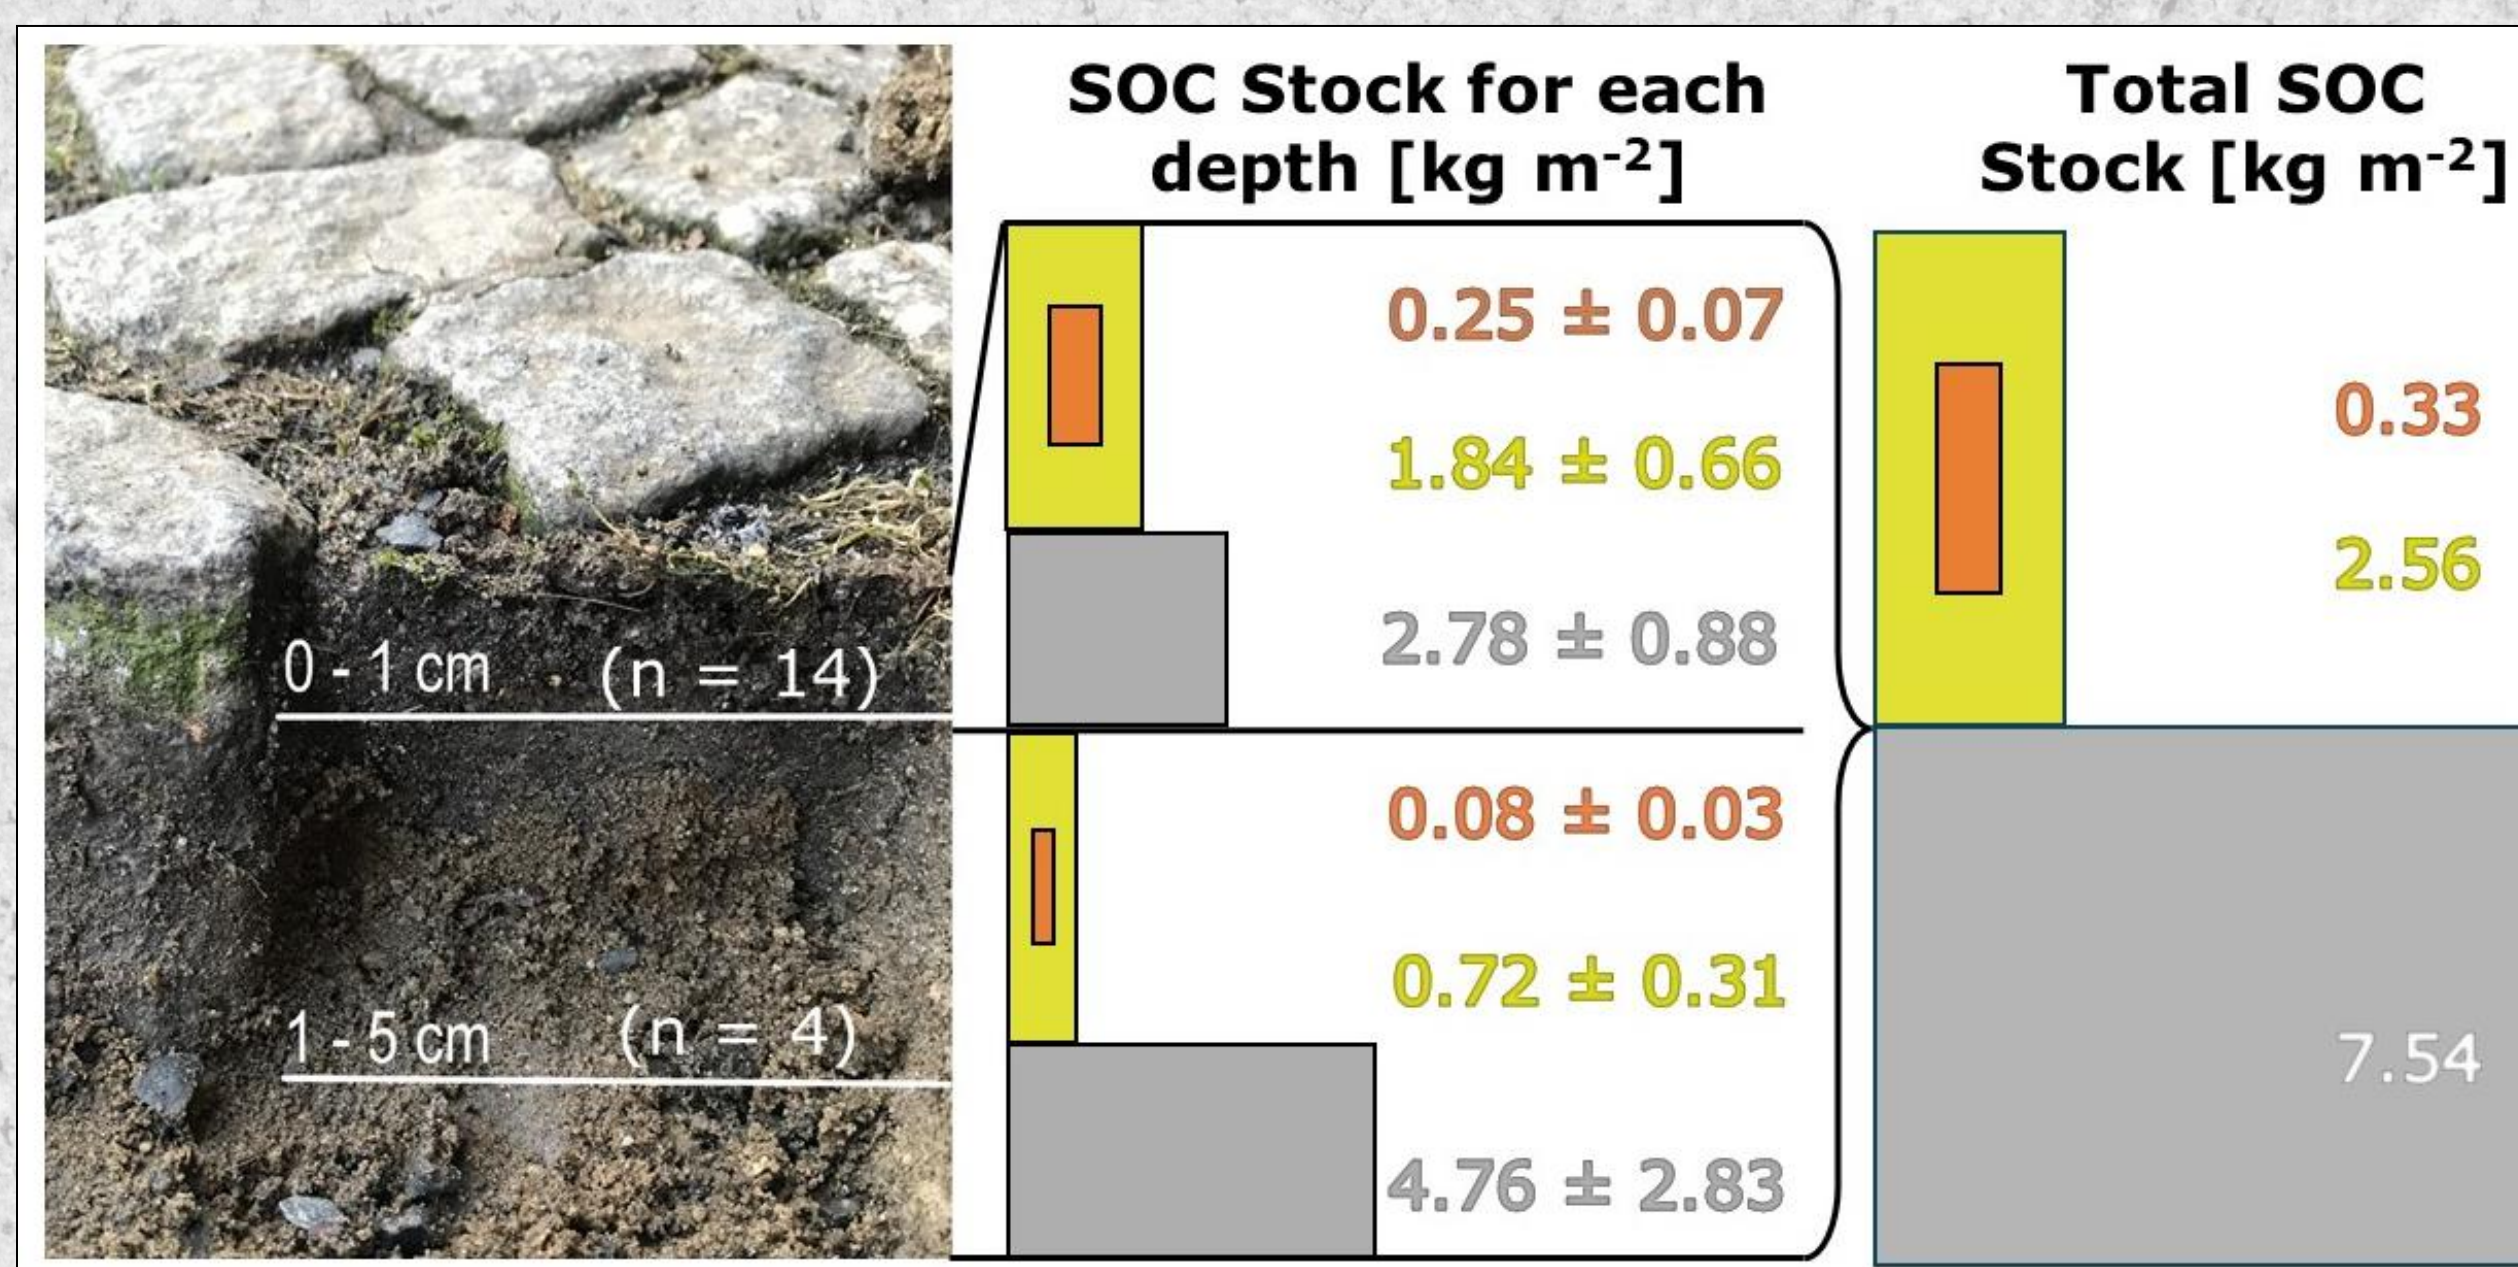 SOC Stock for each
depth [kg m⁻²]
Total SOC
Stock [kg m⁻²]
0.25 ± 0.07
1.84 ± 0.66
2.78 ± 0.88
0 - 1 cm (n = 14)
0.08 ± 0.03
0.72 ± 0.31
1 - 5 cm (n = 4)
4.76 ± 2.83
0.33
2.56
7.54